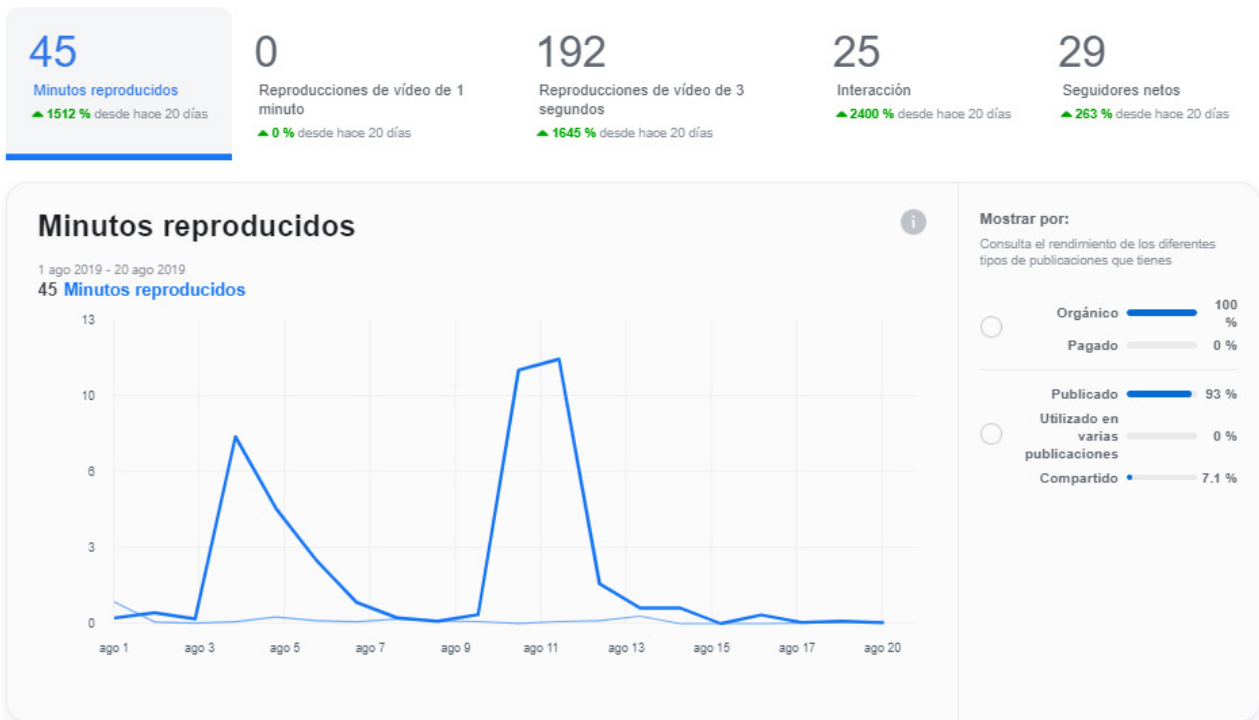 45
Minutos reproducidos
1512 % desde hace 20 días
0
Reproducciones de vídeo de 1
minuto
0 % desde hace 20 días
192
Reproducciones de vídeo de 3
segundos
1645 % desde hace 20 días
25
Interacción
2400 % desde hace 20 días
29
Seguidores netos
263 % desde hace 20 días
Minutos reproducidos
i
1 ago 2019 - 20 ago 2019
45 Minutos reproducidos
13
10
6
3
0
ago 1 ago 3 ago 5 ago 7 ago 9 ago 11 ago 13 ago 15 ago 17 ago 20
Mostrar por:
Consulta el rendimiento de los diferentes
tipos de publicaciones que tienes
Orgánico 100
%
Pagado 0 %
Publicado 93 %
Utilizado en
varias 0 %
publicaciones
Compartido 7.1 %